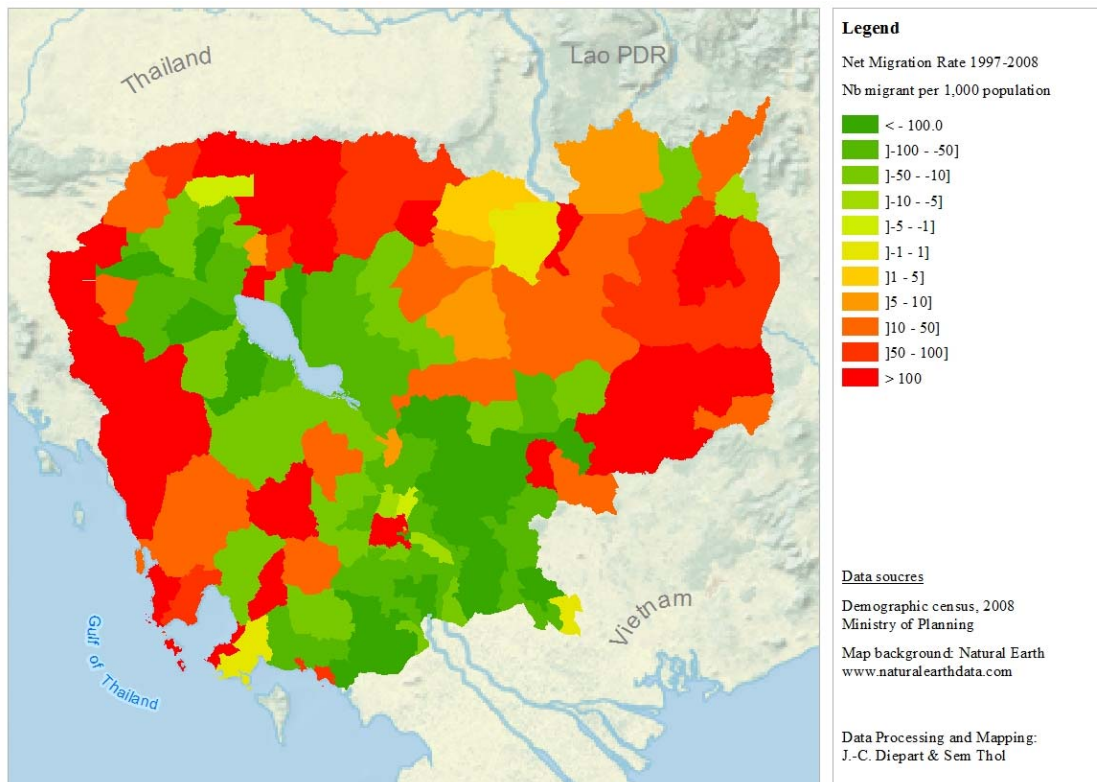 Thailand
Lao PDR
Vietnam
Gulf of Thailand
Legend
Net Migration Rate 1997-2008
Nb migrant per 1,000 population
< - 100.0
]-100 - -50]
]-50 - -10]
]-10 - -5]
]-5 - -1]
]-1 - 1]
]1 - 5]
]5 - 10]
]10 - 50]
]50 - 100]
> 100
Data soucres
Demographic census, 2008
Ministry of Planning
Map background: Natural Earth
www.naturalearthdata.com
Data Processing and Mapping:
J.-C. Diepart & Sem Thol